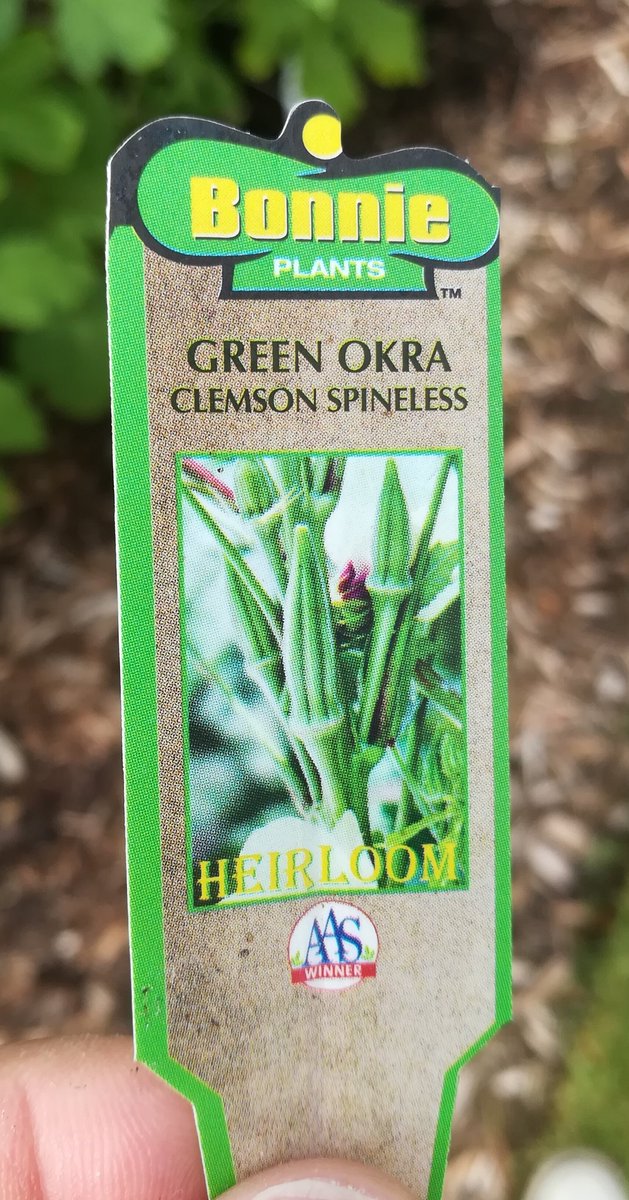 Bonnie
PLANTS
TM
GREEN OKRA
CLEMSON SPINELESS
HEIRLOOM
AAS
WINNER